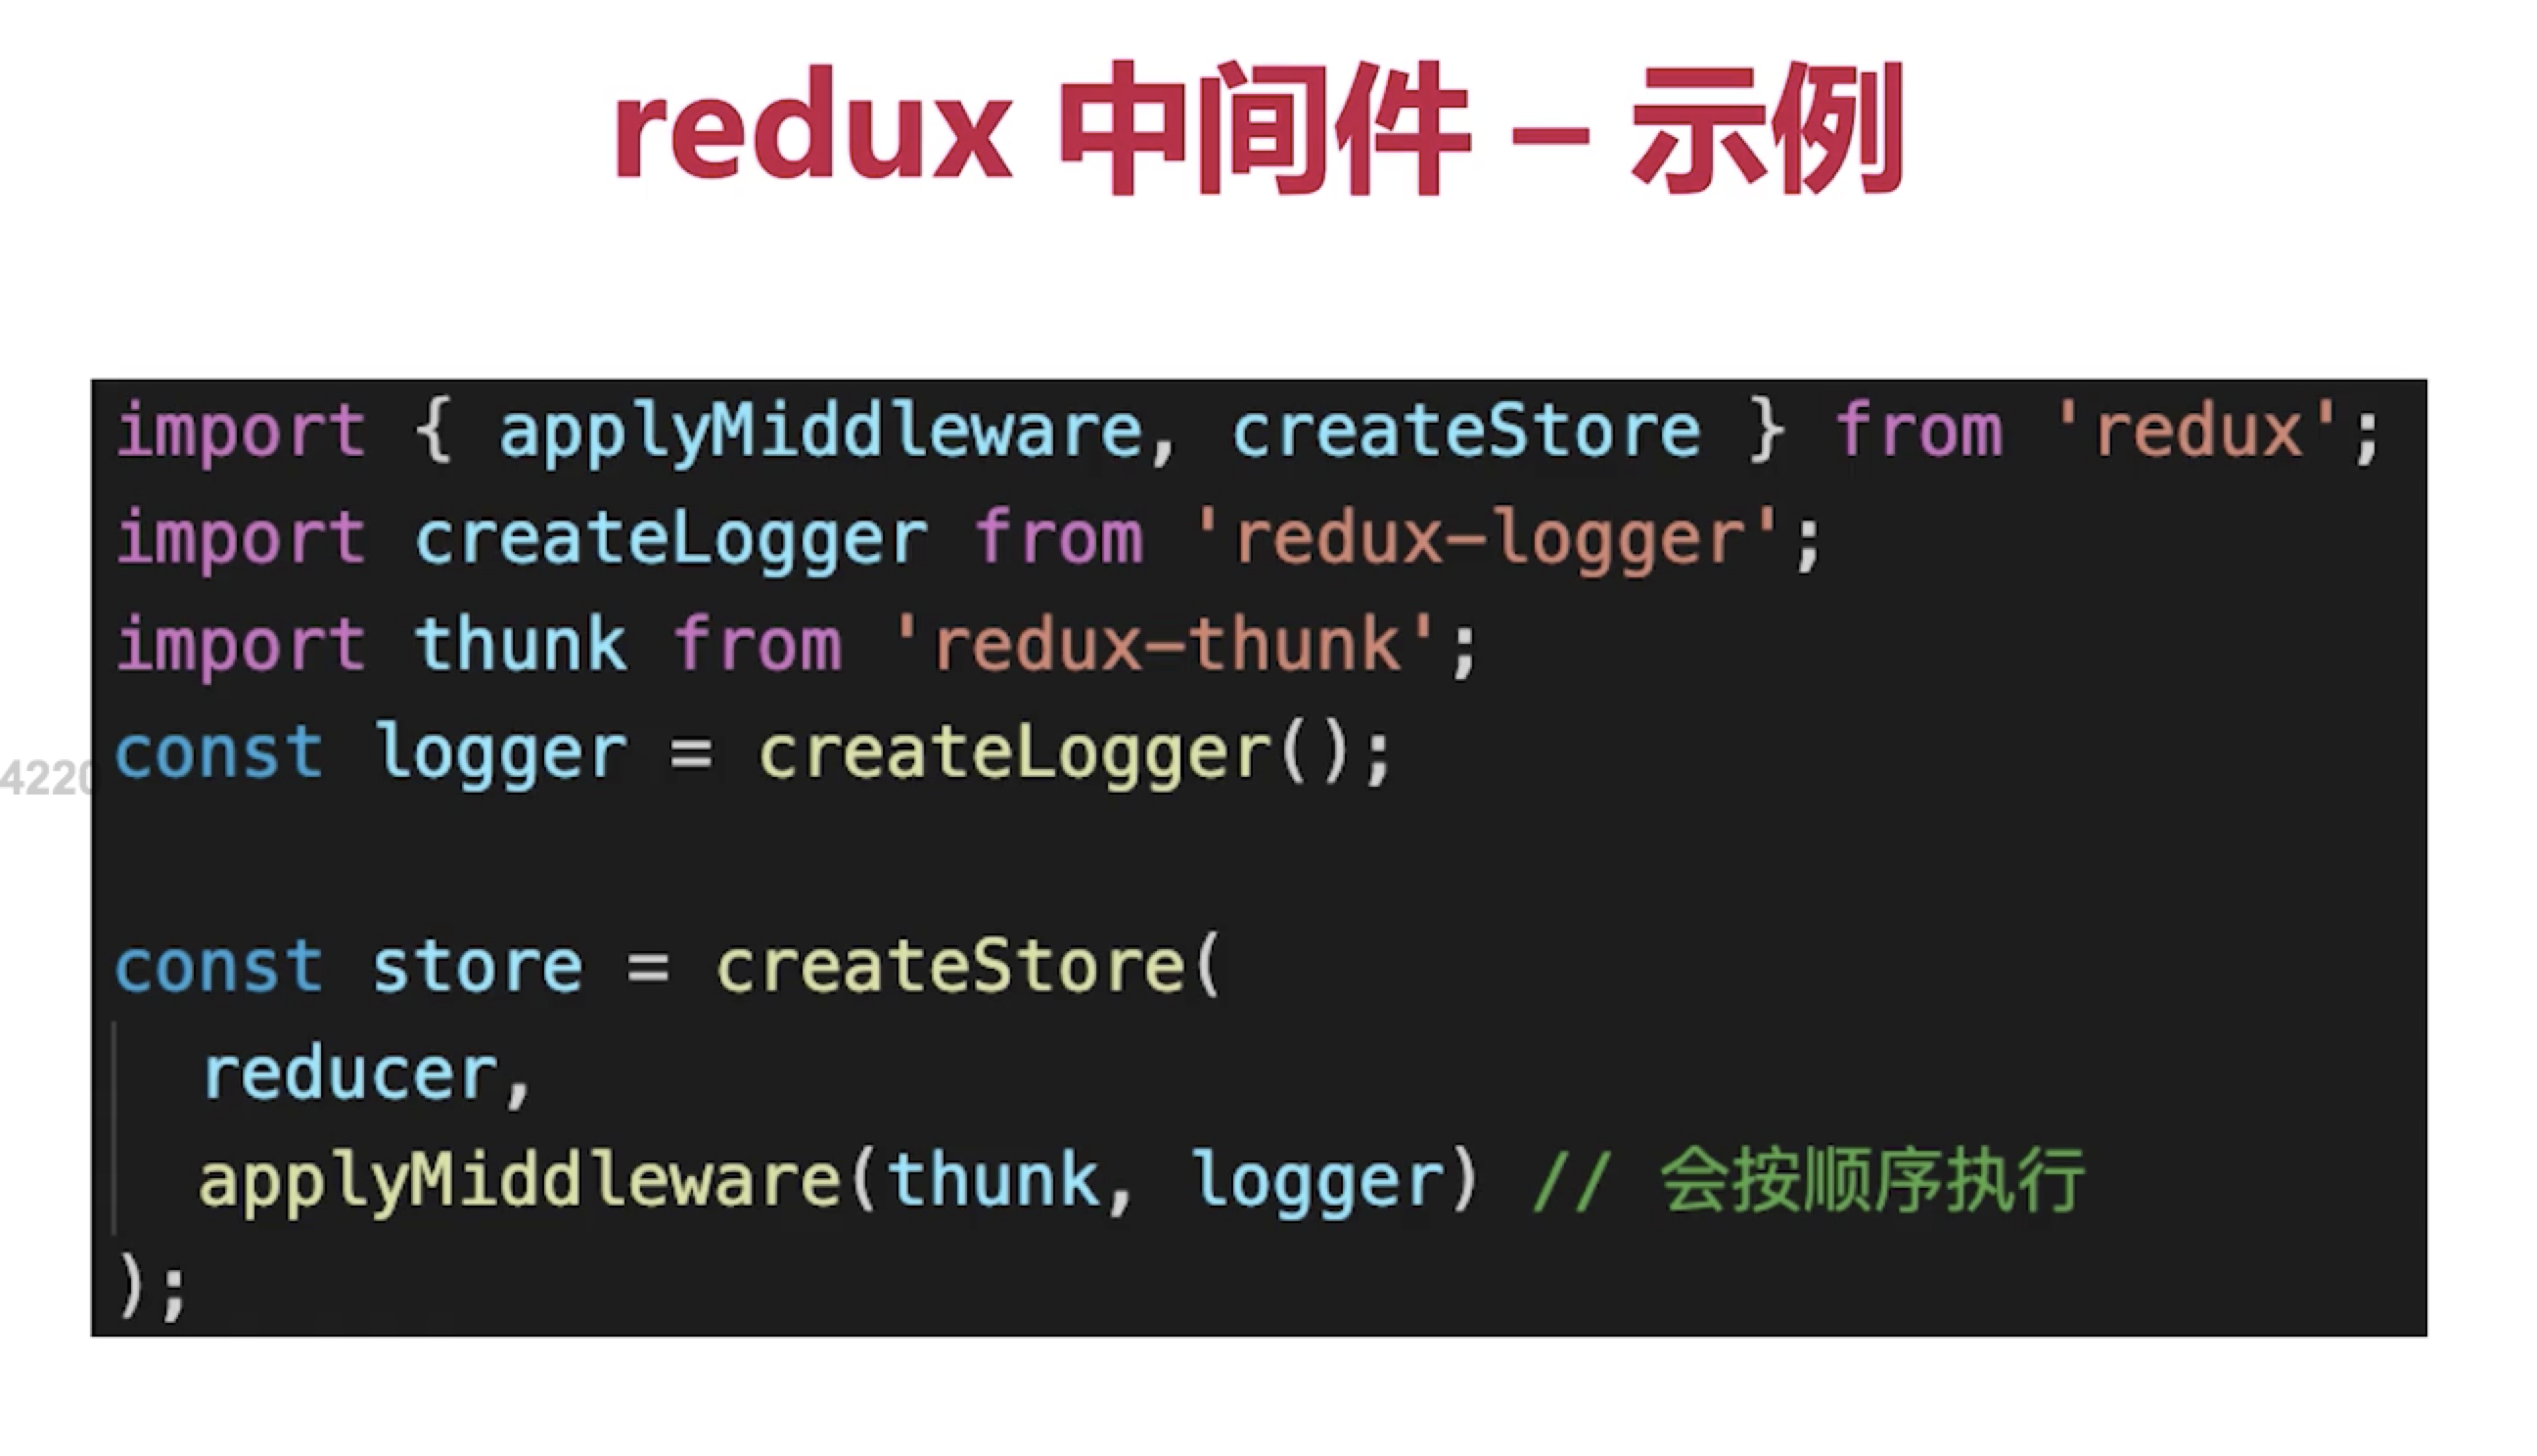 redux 中间件 – 示例
import { applyMiddleware, createStore } from 'redux';
import createLogger from 'redux-logger';
import thunk from 'redux-thunk';
4220
const logger = createLogger();
const store = createStore(
reducer,
applyMiddleware(thunk, logger) // 会按顺序执行
);